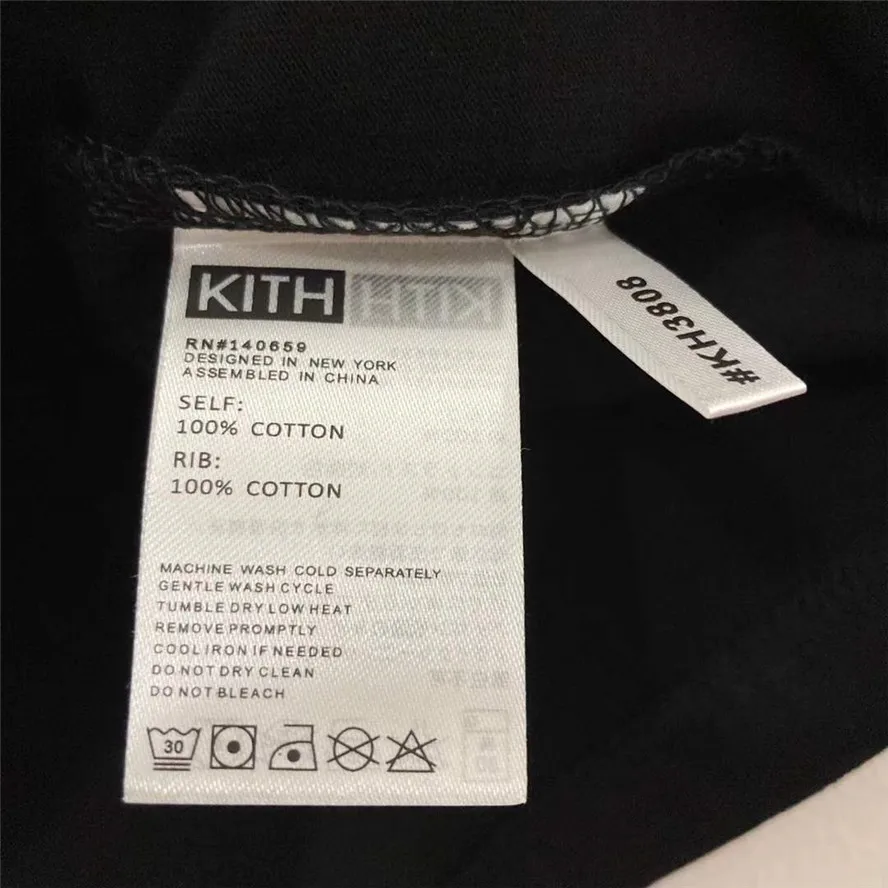 KITH
RN#140659
DESIGNED IN NEW YORK
ASSEMBLED IN CHINA
SELF:
100% COTTON
RIB:
100% COTTON
MACHINE WASH COLD SEPARATELY
GENTLE WASH CYCLE
TUMBLE DRY LOW HEAT
REMOVE PROMPTLY
COOL IRON IF NEEDED
DO NOT DRY CLEAN
DO NOT BLEACH
30
#KH3808